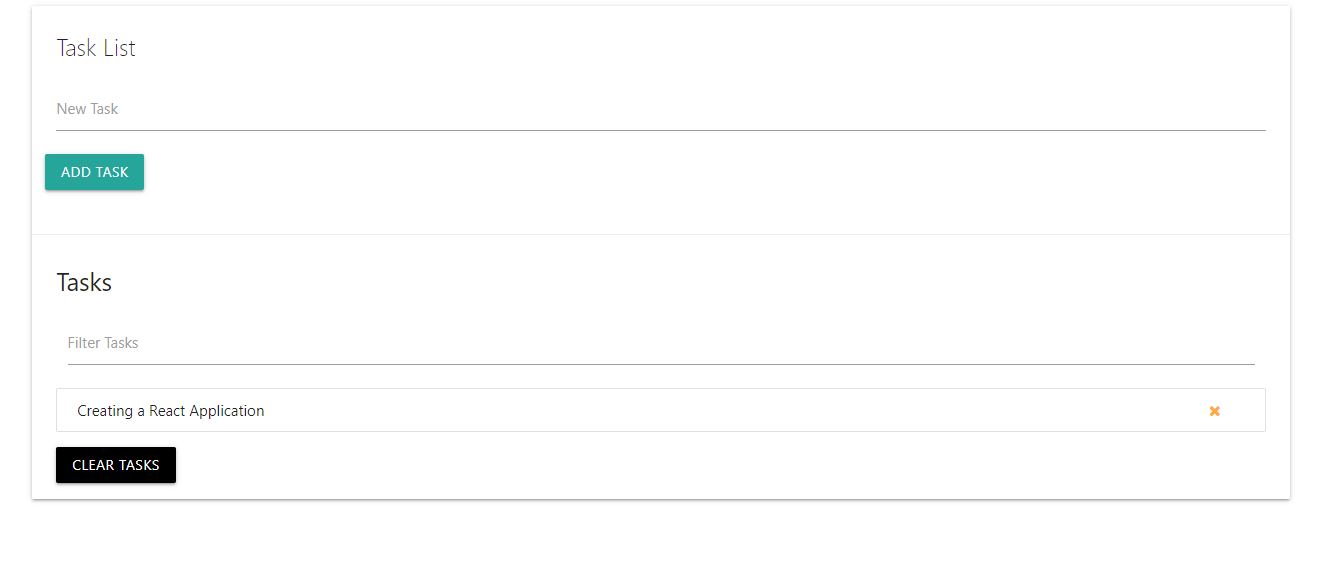 Task List
New Task
ADD TASK
Tasks
Filter Tasks
Creating a React Application
CLEAR TASKS